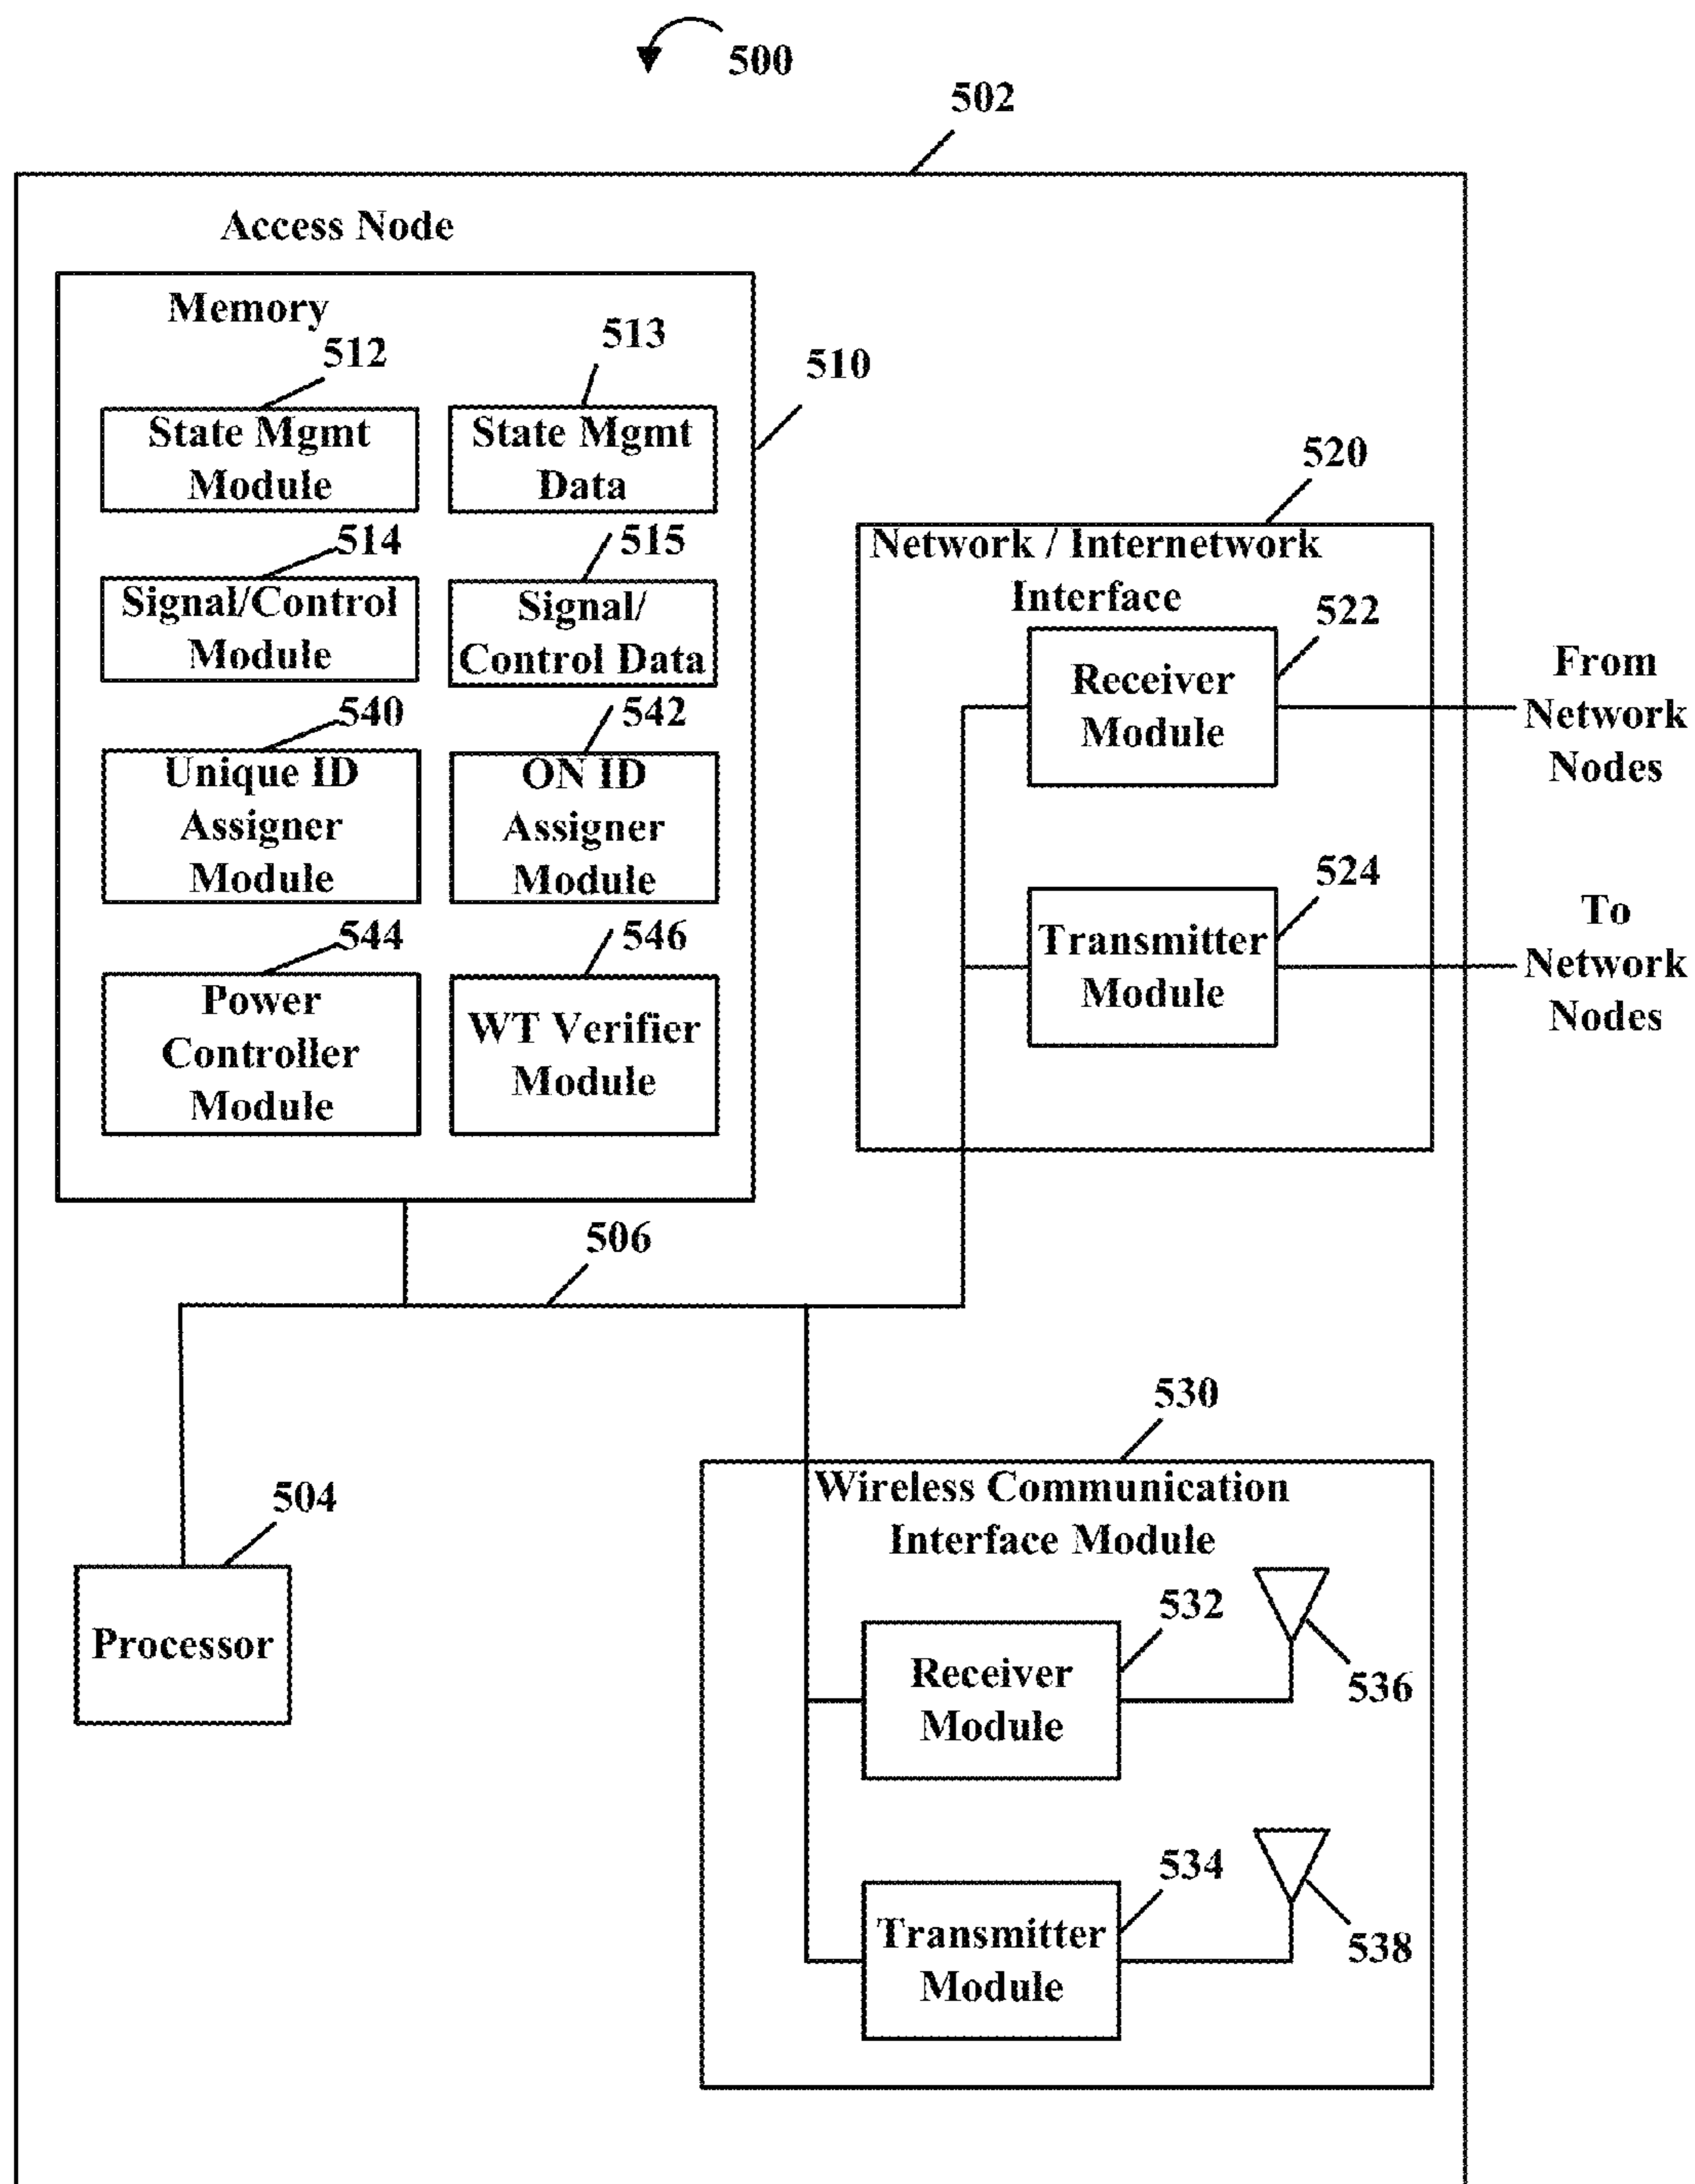 500
502
Access Node
Memory
512
513
510
State Mgmt
Module
State Mgmt
Data
514
515
Signal/Control
Module
Signal/
Control Data
540
542
Unique ID
Assigner
Module
ON ID
Assigner
Module
544
546
Power
Controller
Module
WT Verifier
Module
520
Network / Internetwork
Interface
522
Receiver
Module
From
Network
Nodes
524
Transmitter
Module
To
Network
Nodes
506
504
Processor
530
Wireless Communication
Interface Module
532
Receiver
Module
536
534
Transmitter
Module
538